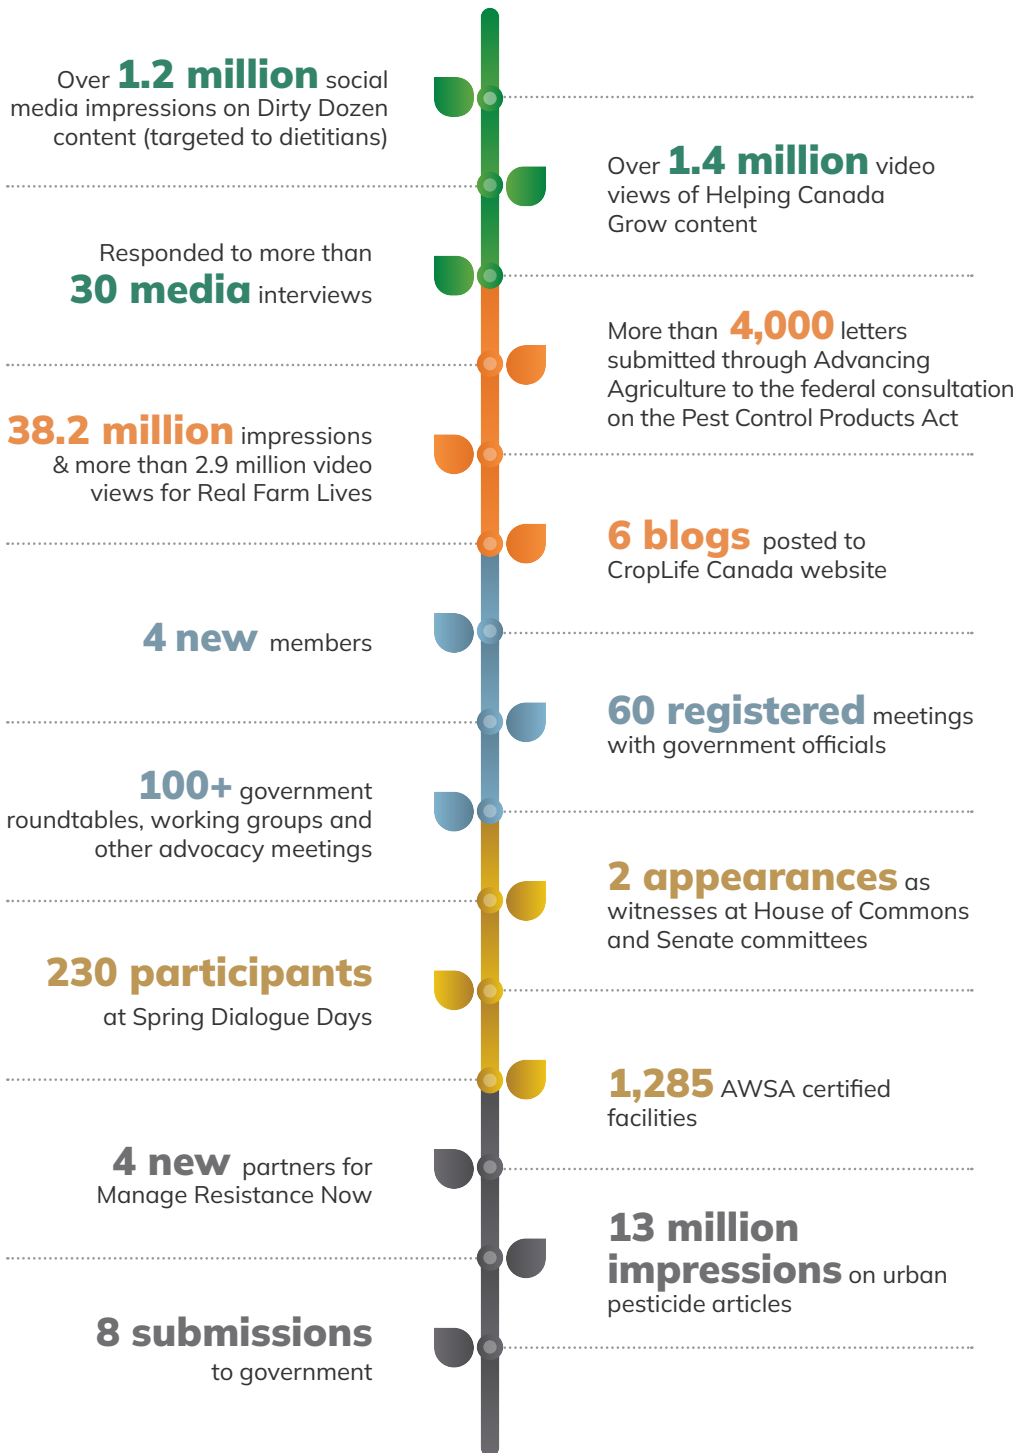 Over 1.2 million social
media impressions on Dirty Dozen
content (targeted to dietitians)
Over 1.4 million video
views of Helping Canada
Grow content
Responded to more than
30 media interviews
More than 4,000 letters
submitted through Advancing
Agriculture to the federal consultation
on the Pest Control Products Act
38.2 million impressions
& more than 2.9 million video
views for Real Farm Lives
6 blogs posted to
CropLife Canada website
4 new members
60 registered meetings
with government officials
100+ government
roundtables, working groups and
other advocacy meetings
2 appearances as
witnesses at House of Commons
and Senate committees
230 participants
at Spring Dialogue Days
1,285 AWSA certified
facilities
4 new partners for
Manage Resistance Now
13 million
impressions on urban
pesticide articles
8 submissions
to government